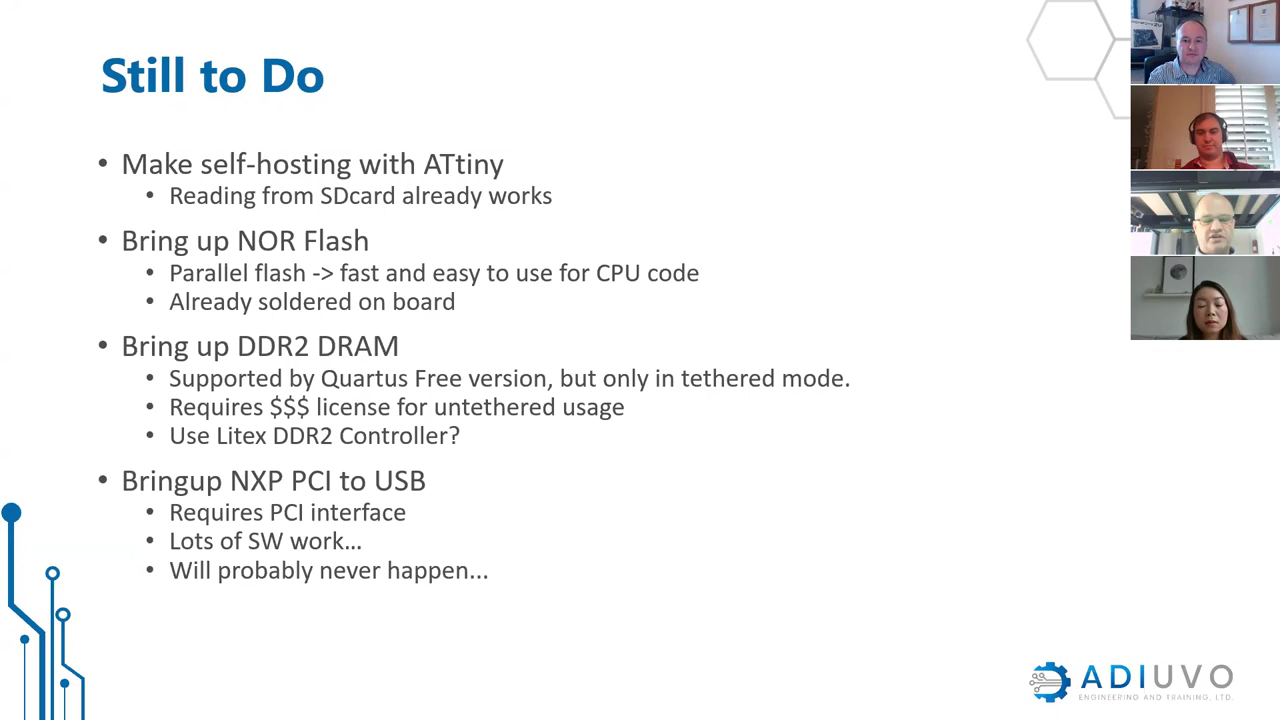 Still to Do
• Make self-hosting with ATtiny
• Reading from SDcard already works
• Bring up NOR Flash
• Parallel flash -> fast and easy to use for CPU code
• Already soldered on board
• Bring up DDR2 DRAM
• Supported by Quartus Free version, but only in tethered mode.
• Requires $$$ license for untethered usage
• Use Litex DDR2 Controller?
• Bringup NXP PCI to USB
• Requires PCI interface
• Lots of SW work...
• Will probably never happen...
ADIUVO
ENGINEERING AND TRAINING, LTD.